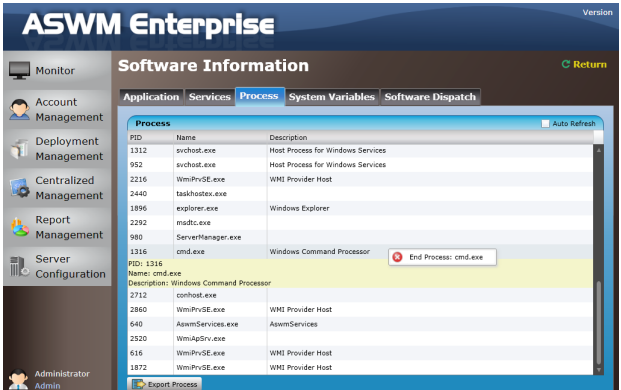 ASWM Enterprise
Version
Monitor
Account
Management
Deployment
Management
Centralized
Management
Report
Management
Server
Configuration
Administrator
Admin
Software Information
Return
Application Services Process System Variables Software Dispatch
Process
Auto Refresh
PID Name Description
1312 svchost.exe Host Process for Windows Services
952 svchost.exe Host Process for Windows Services
2216 WmiPrvSE.exe WMI Provider Host
2440 taskhostex.exe
1896 explorer.exe Windows Explorer
2292 msdtc.exe
980 ServerManager.exe
1316 cmd.exe Windows Command Processor
End Process: cmd.exe
PID: 1316
Name: cmd.exe
Description: Windows Command Processor
2712 conhost.exe
2860 WmiPrvSE.exe WMI Provider Host
640 AswmServices.exe AswmServices
2520 WmiApSrv.exe
616 WmiPrvSE.exe WMI Provider Host
1872 WmiPrvSE.exe WMI Provider Host
Export Process